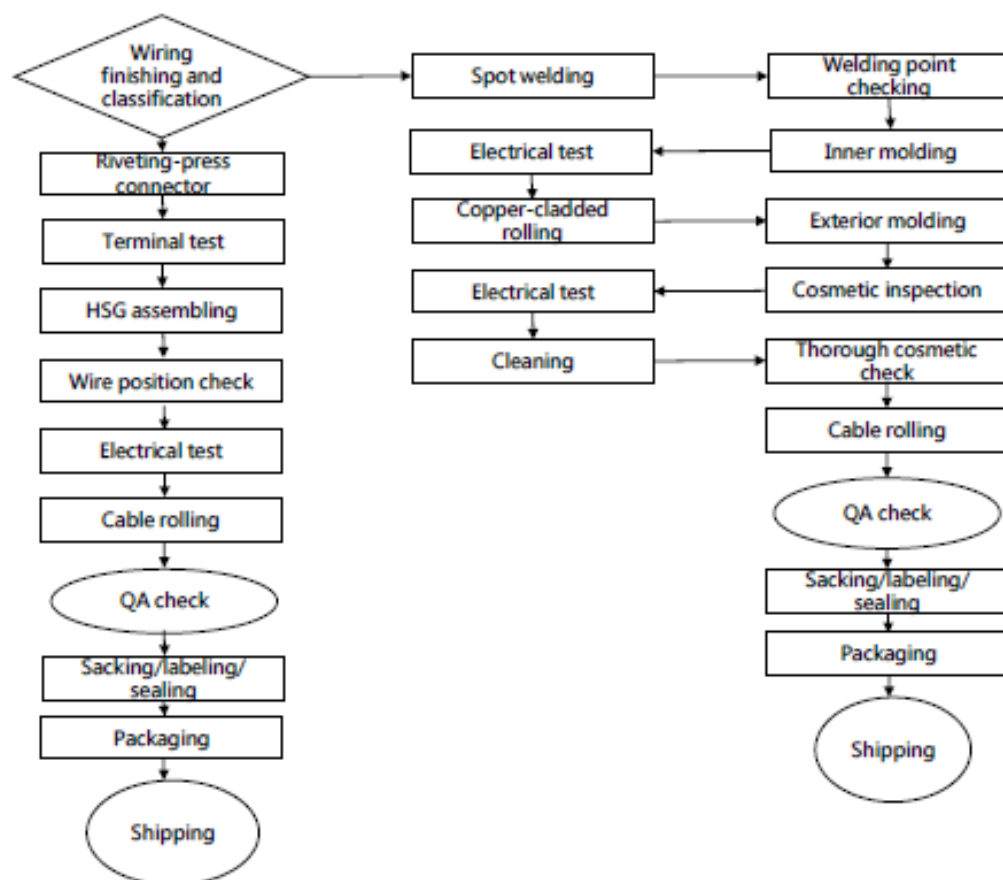 Wiring
finishing and
classification
Riveting-press
connector
Terminal test
HSG assembling
Wire position check
Electrical test
Cable rolling
QA check
Sacking/labeling/
sealing
Packaging
Shipping
Spot welding
Welding point
checking
Inner molding
Electrical test
Copper-cladded
rolling
Exterior molding
Cosmetic inspection
Electrical test
Cleaning
Thorough cosmetic
check
Cable rolling
QA check
Sacking/labeling/
sealing
Packaging
Shipping